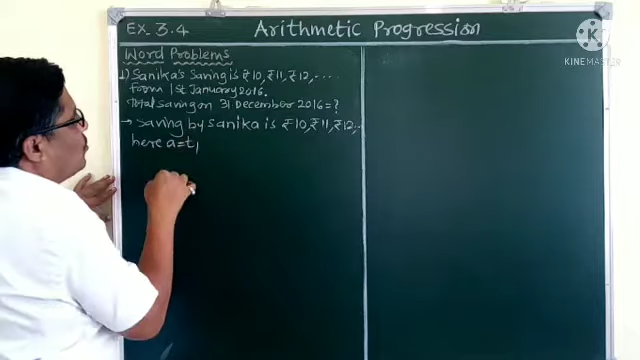 EX. 3.4 Arithmetic Progression
Word Problems
1) Sanika's Saving is ₹10, ₹11, ₹12, ....
from 1st January 2016.
Total saving on 31 December 2016 = ?
→ Saving by Sanika is ₹10, ₹11, ₹12, ..
here a = t1
KINEMASTER